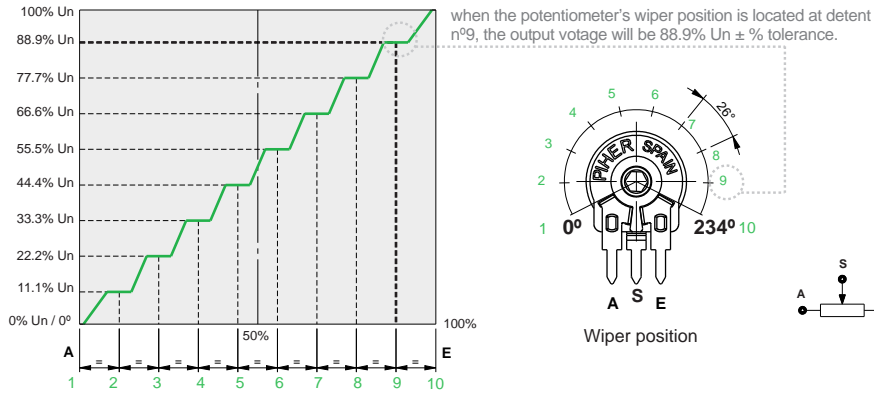 100% Un
88.9% Un
77.7% Un
66.6% Un
55.5% Un
44.4% Un
33.3% Un
22.2% Un
11.1% Un
0% Un / 0º
50%
100%
A
E
= = = = = = = = =
1 2 3 4 5 6 7 8 9 10
when the potentiometer's wiper position is located at detent
nº9, the output votage will be 88.9% Un ± % tolerance.
1 2 3 4 5 6 7 8 9 10
26°
PIHER SPAIN
0º
234º
A S E
Wiper position
S
A